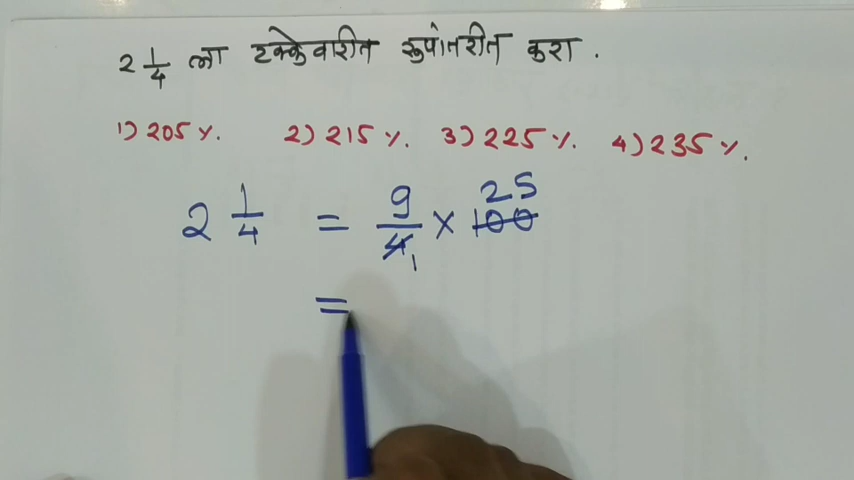 2 1/4 ला टक्केवारीत रुपांतरीत करा .
1) 205 %. 2) 215 %. 3) 225 %. 4) 235 %.
2 1/4 = 9/4 × 100 25
1
=